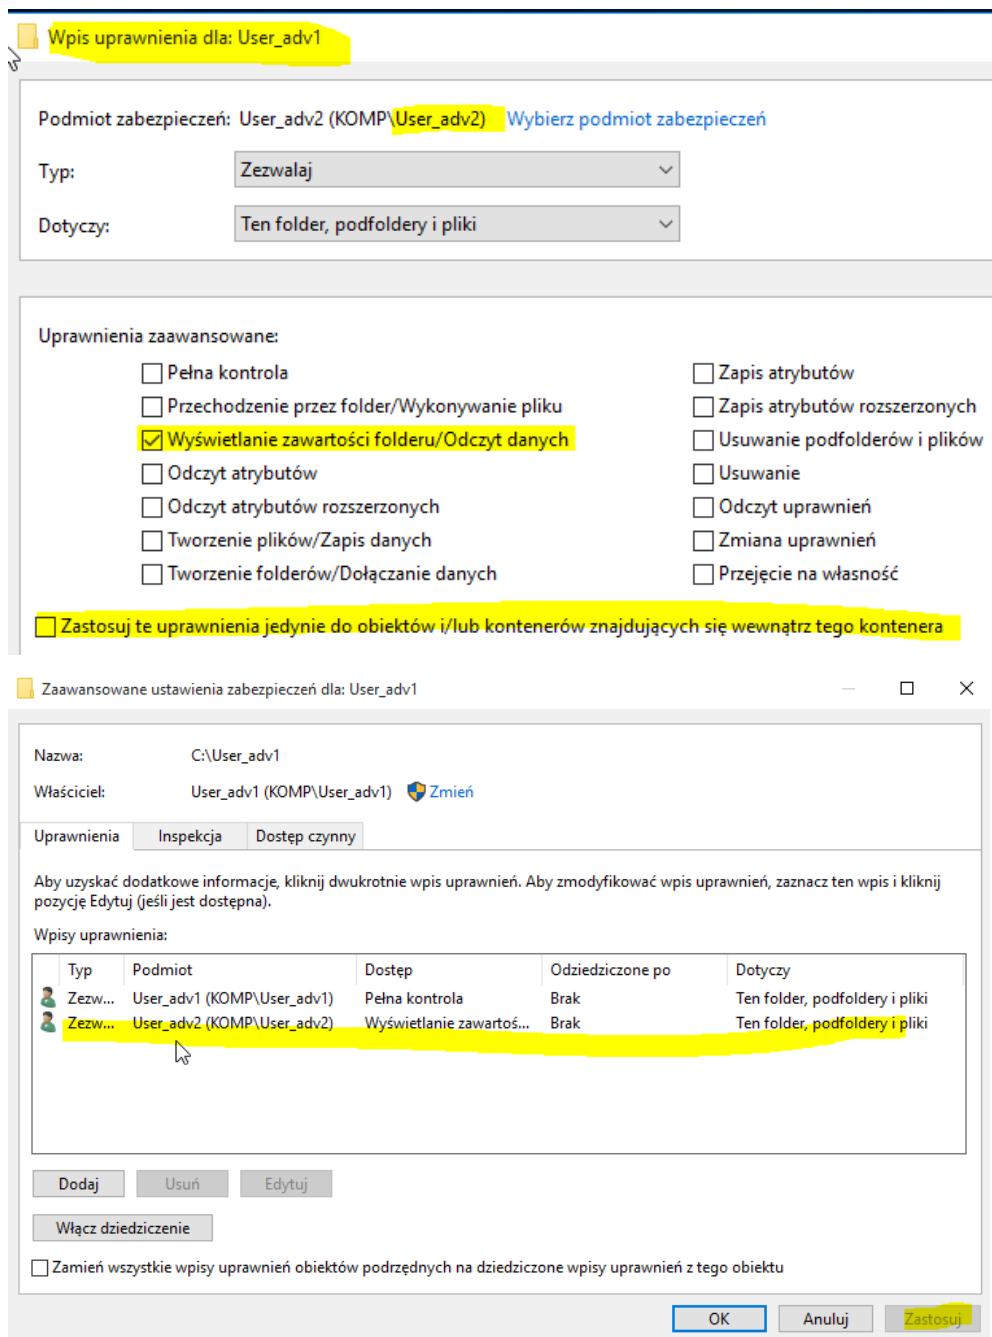 Wpis uprawnienia dla: User_adv1
Podmiot zabezpieczeń: User_adv2 (KOMP\User_adv2) Wybierz podmiot zabezpieczeń
Typ: Zezwalaj
Dotyczy: Ten folder, podfoldery i pliki
Uprawnienia zaawansowane:
Pełna kontrola Zapis atrybutów
Przechodzenie przez folder/Wykonywanie pliku Zapis atrybutów rozszerzonych
Wyświetlanie zawartości folderu/Odczyt danych Usuwanie podfolderów i plików
Odczyt atrybutów Usuwanie
Odczyt atrybutów rozszerzonych Odczyt uprawnień
Tworzenie plików/Zapis danych Zmiana uprawnień
Tworzenie folderów/Dołączanie danych Przejęcie na własność
Zastosuj te uprawnienia jedynie do obiektów i/lub kontenerów znajdujących się wewnątrz tego kontenera
Zaawansowane ustawienia zabezpieczeń dla: User_adv1
Nazwa: C:\User_adv1
Właściciel: User_adv1 (KOMP\User_adv1) Zmień
Uprawnienia Inspekcja Dostęp czynny
Aby uzyskać dodatkowe informacje, kliknij dwukrotnie wpis uprawnień. Aby zmodyfikować wpis uprawnień, zaznacz ten wpis i kliknij
pozycję Edytuj (jeśli jest dostępna).
Wpisy uprawnienia:
Typ Podmiot Dostęp Odziedziczone po Dotyczy
Zezw... User_adv1 (KOMP\User_adv1) Pełna kontrola Brak Ten folder, podfoldery i pliki
Zezw... User_adv2 (KOMP\User_adv2) Wyświetlanie zawartoś... Brak Ten folder, podfoldery i pliki
Dodaj Usuń Edytuj
Włącz dziedziczenie
Zamień wszystkie wpisy uprawnień obiektów podrzędnych na dziedziczone wpisy uprawnień z tego obiektu
OK Anuluj Zastosuj